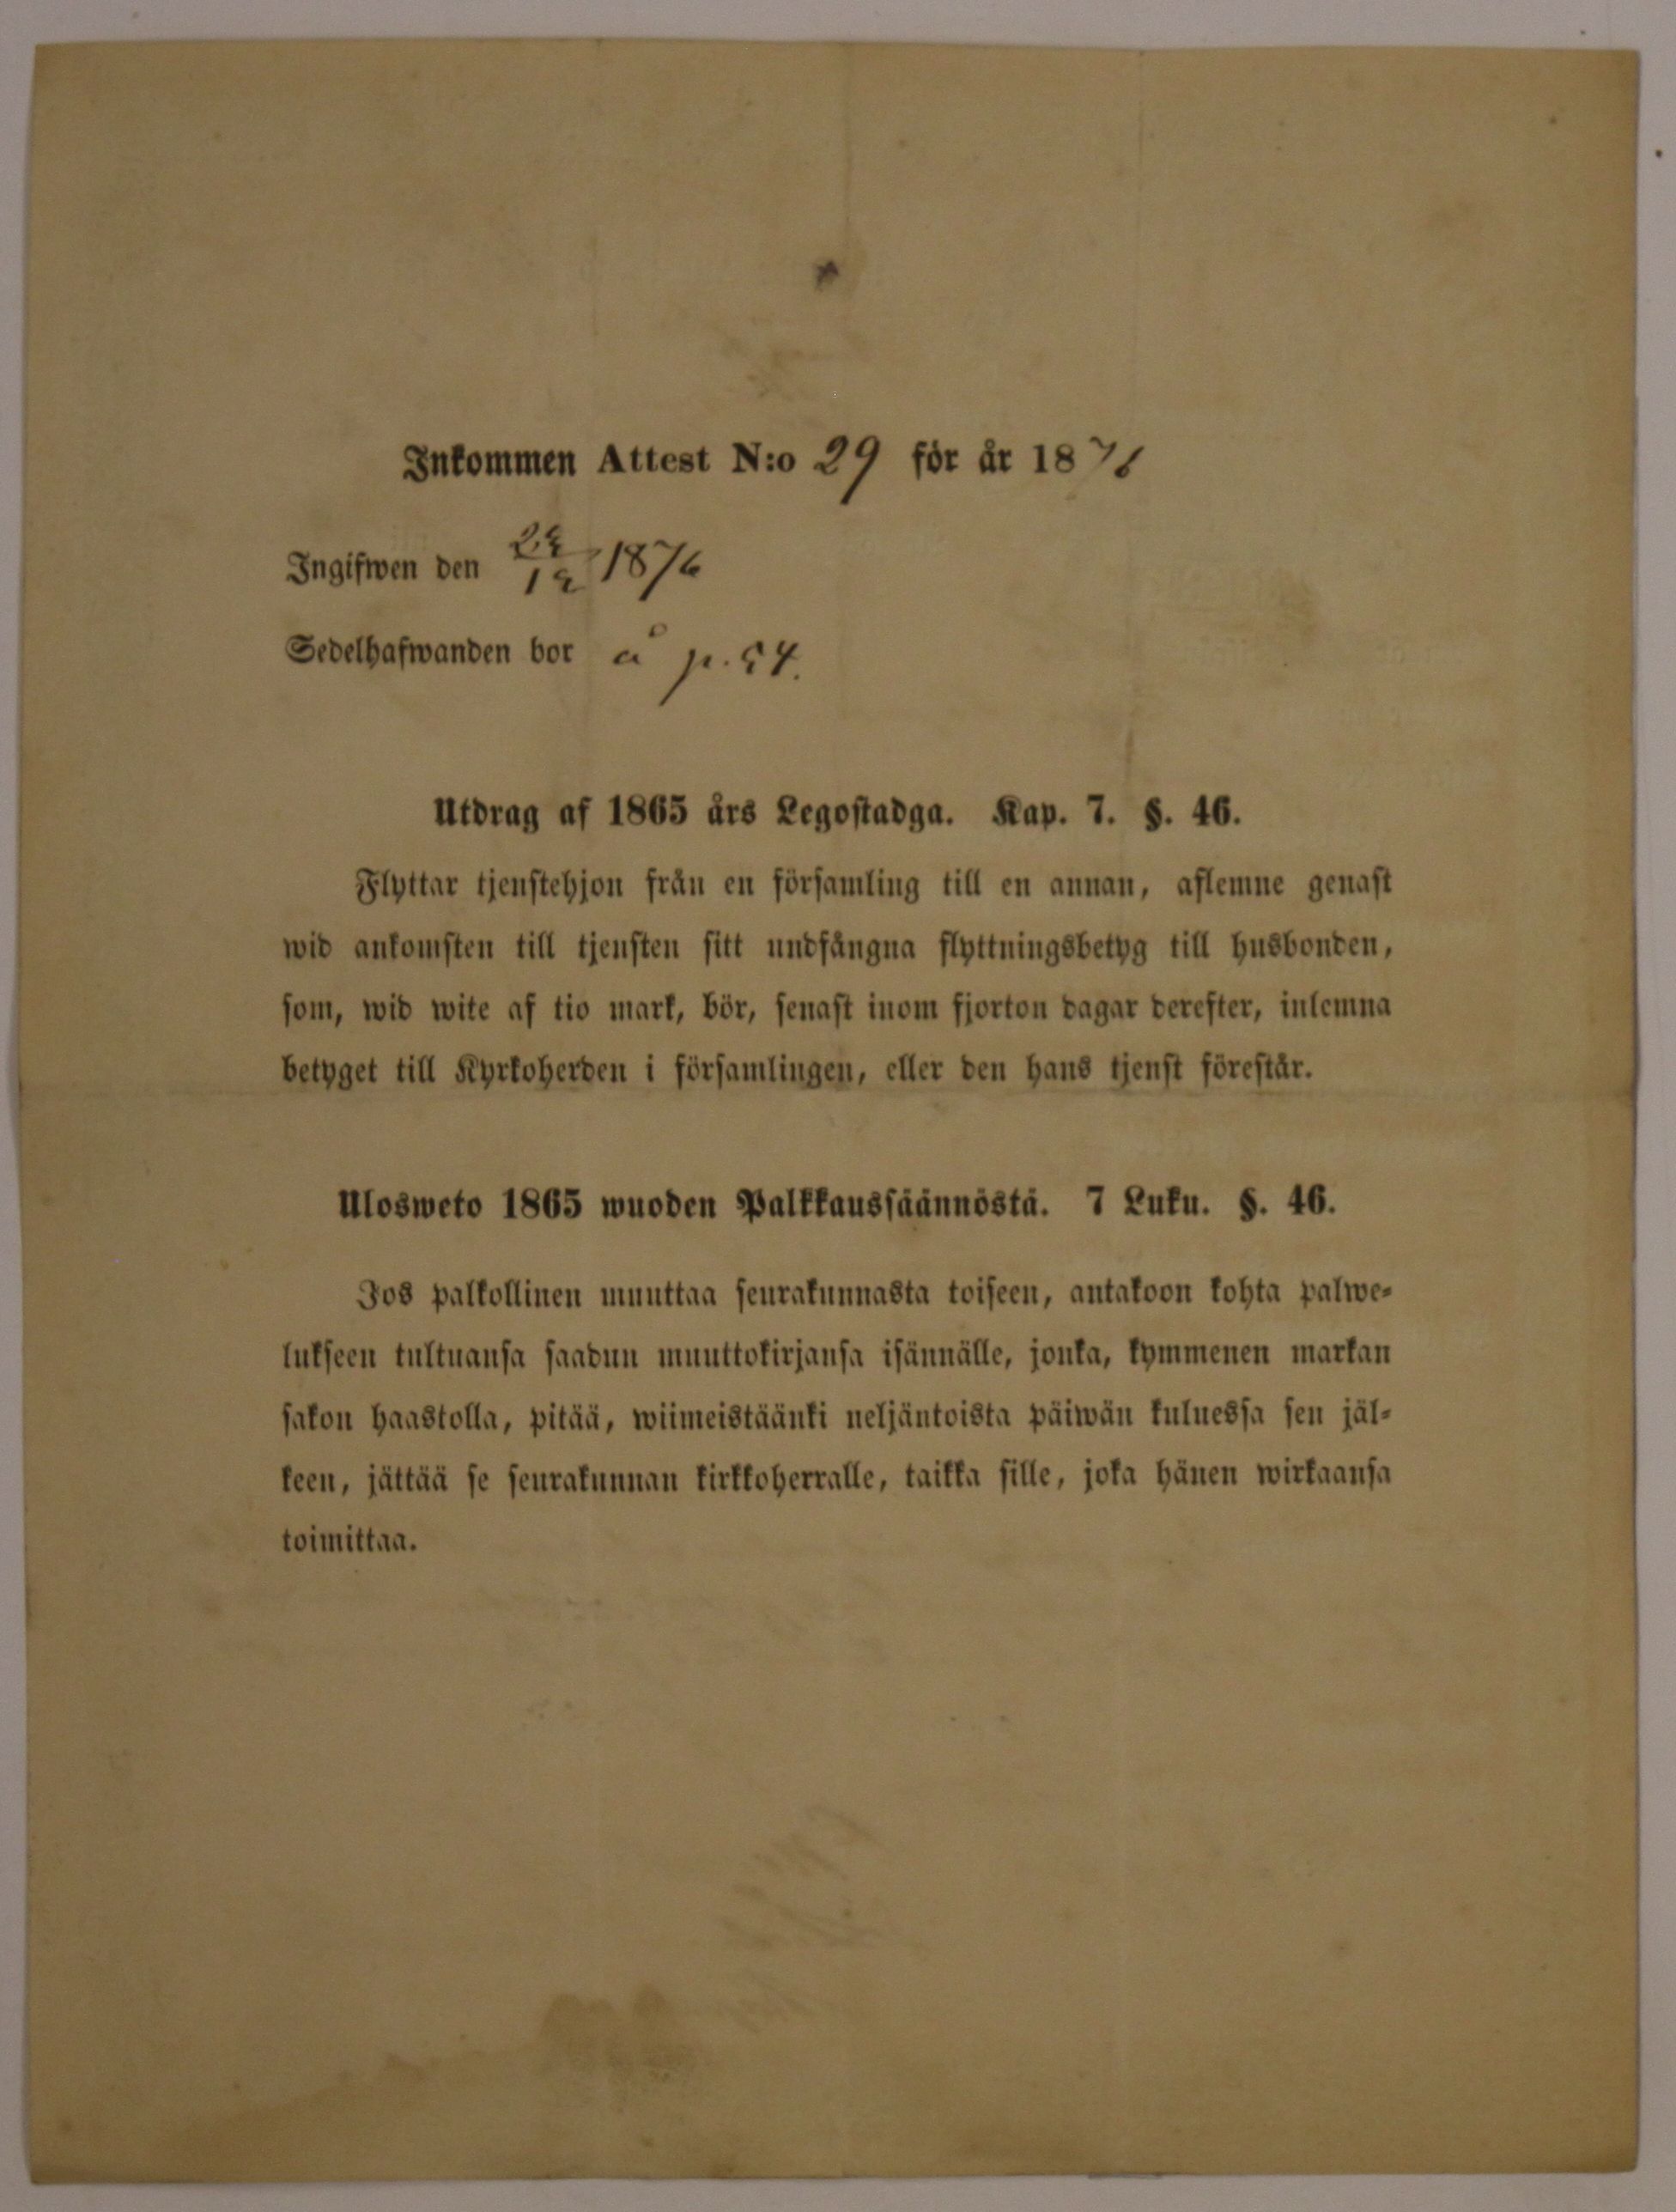 Inkommen Attest N:o 29 för år 1876
Ingifwen den 22/12 1876
Sedelhafwanden bor å p. 54.
Utdrag af 1865 års Legostadga. Kap. 7. §. 46.
Flyttar tjenstehjon från en församling till en annan, aflemne genast
wid ankomsten till tjensten sitt undfångna flyttningsbetyg till husbonden,
som, wid wite af tio mark, bör, senast inom fjorton dagar derefter, inlemna
betyget till Kyrkoherden i församlingen, eller den hans tjenst förestår.
Ulosweto 1865 wuoden Palkkaussäännöstä. 7 Luku. §. 46.
Jos palkollinen muuttaa seurakunnasta toiseen, antakoon kohta palwe-
lukseen tultuansa saadun muuttokirjansa isännälle, jonka, kymmenen markan
sakon haastolla, pitää, wiimeistäänki neljäntoista päiwän kuluessa sen jäl-
keen, jättää se seurakunnan kirkkoherralle, taikka sille, joka hänen wirkaansa
toimittaa.